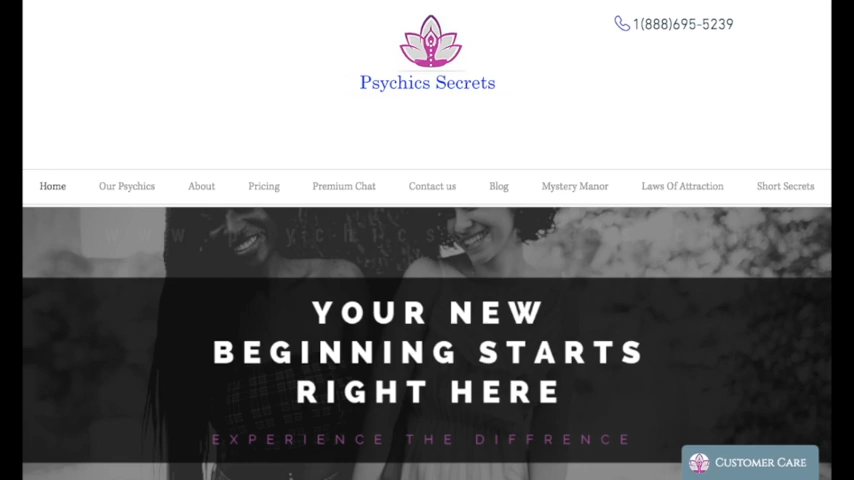 1(888)695-5239
Psychics Secrets
Home Our Psychics About Pricing Premium Chat Contact us Blog Mystery Manor Laws Of Attraction Short Secrets
YOUR NEW
BEGINNING STARTS
RIGHT HERE
EXPERIENCE THE DIFFRENCE
CUSTOMER CARE